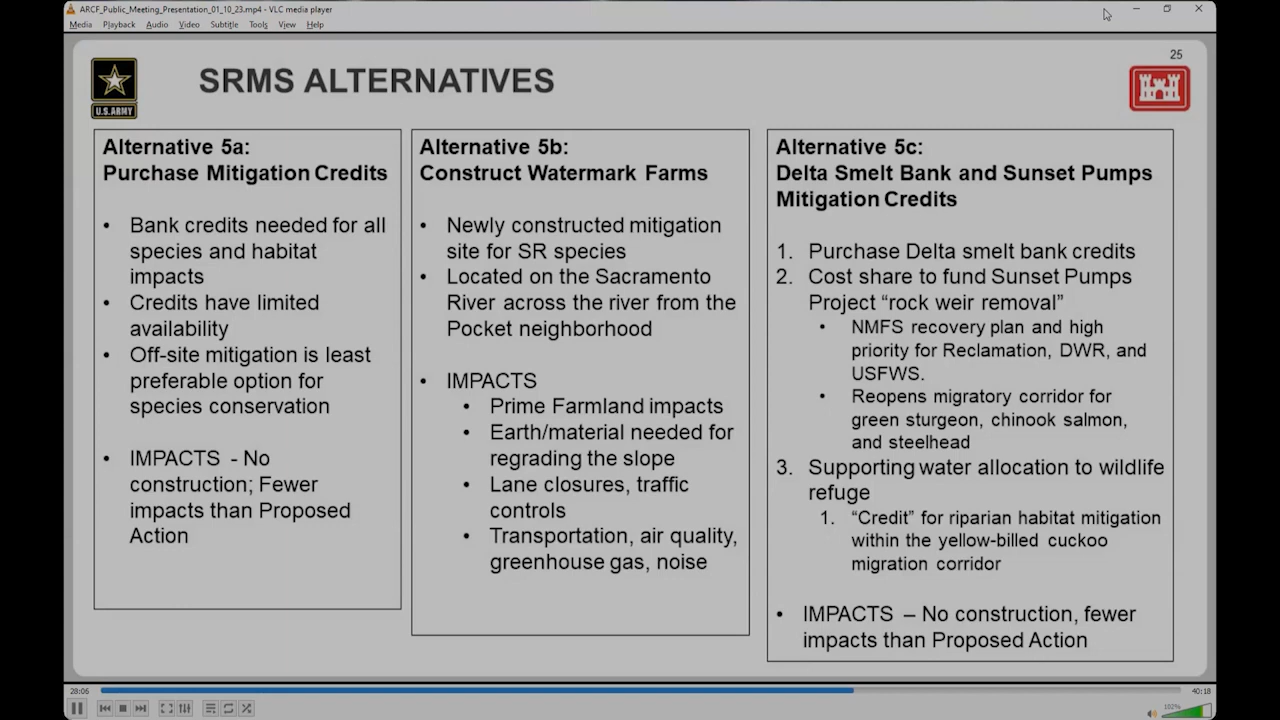 ARCF_Public_Meeting_Presentation_01_10_23.mp4 - VLC media player
Media Playback Audio Video Subtitle Tools View Help
25
U.S.ARMY
SRMS ALTERNATIVES
Alternative 5a:
Purchase Mitigation Credits
• Bank credits needed for all
species and habitat
impacts
• Credits have limited
availability
• Off-site mitigation is least
preferable option for
species conservation
• IMPACTS - No
construction; Fewer
impacts than Proposed
Action
Alternative 5b:
Construct Watermark Farms
• Newly constructed mitigation
site for SR species
• Located on the Sacramento
River across the river from the
Pocket neighborhood
• IMPACTS
• Prime Farmland impacts
• Earth/material needed for
regrading the slope
• Lane closures, traffic
controls
• Transportation, air quality,
greenhouse gas, noise
Alternative 5c:
Delta Smelt Bank and Sunset Pumps
Mitigation Credits
1. Purchase Delta smelt bank credits
2. Cost share to fund Sunset Pumps
Project “rock weir removal”
• NMFS recovery plan and high
priority for Reclamation, DWR, and
USFWS.
• Reopens migratory corridor for
green sturgeon, chinook salmon,
and steelhead
3. Supporting water allocation to wildlife
refuge
1. “Credit” for riparian habitat mitigation
within the yellow-billed cuckoo
migration corridor
• IMPACTS – No construction, fewer
impacts than Proposed Action
28:06
40:18
102%